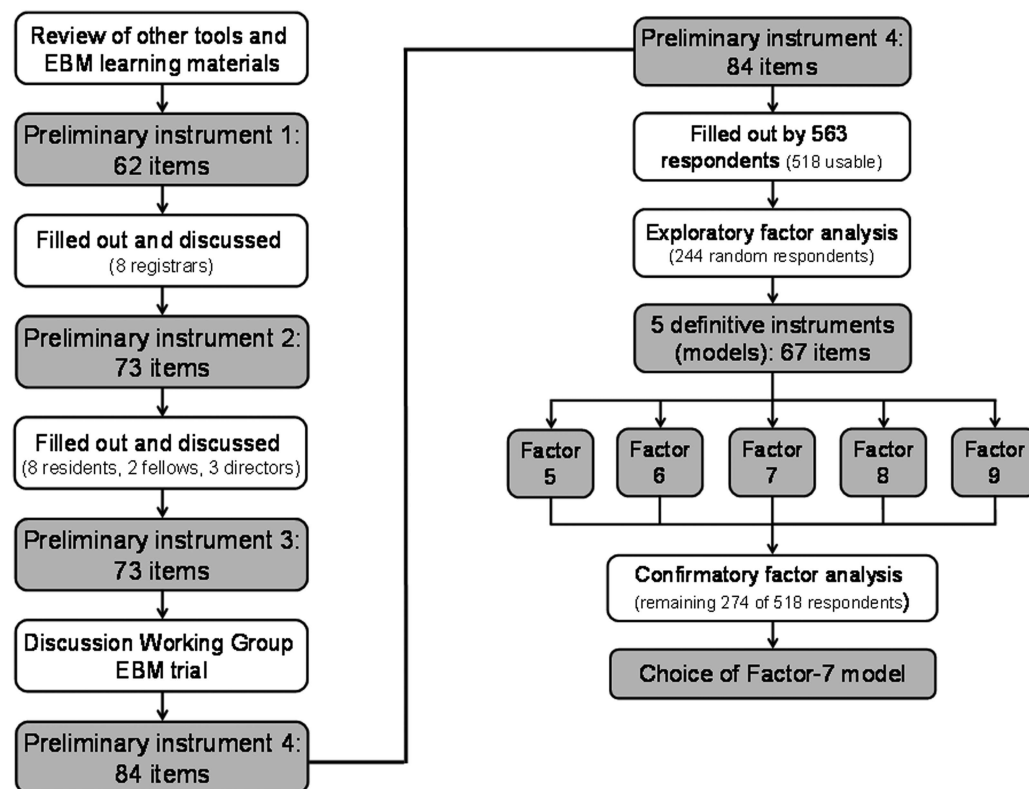 Review of other tools and
EBM learning materials
Preliminary instrument 1:
62 items
Filled out and discussed
(8 registrars)
Preliminary instrument 2:
73 items
Filled out and discussed
(8 residents, 2 fellows, 3 directors)
Preliminary instrument 3:
73 items
Discussion Working Group
EBM trial
Preliminary instrument 4:
84 items
Preliminary instrument 4:
84 items
Filled out by 563
respondents (518 usable)
Exploratory factor analysis
(244 random respondents)
5 definitive instruments
(models): 67 items
Factor
5
Factor
6
Factor
7
Factor
8
Factor
9
Confirmatory factor analysis
(remaining 274 of 518 respondents)
Choice of Factor-7 model